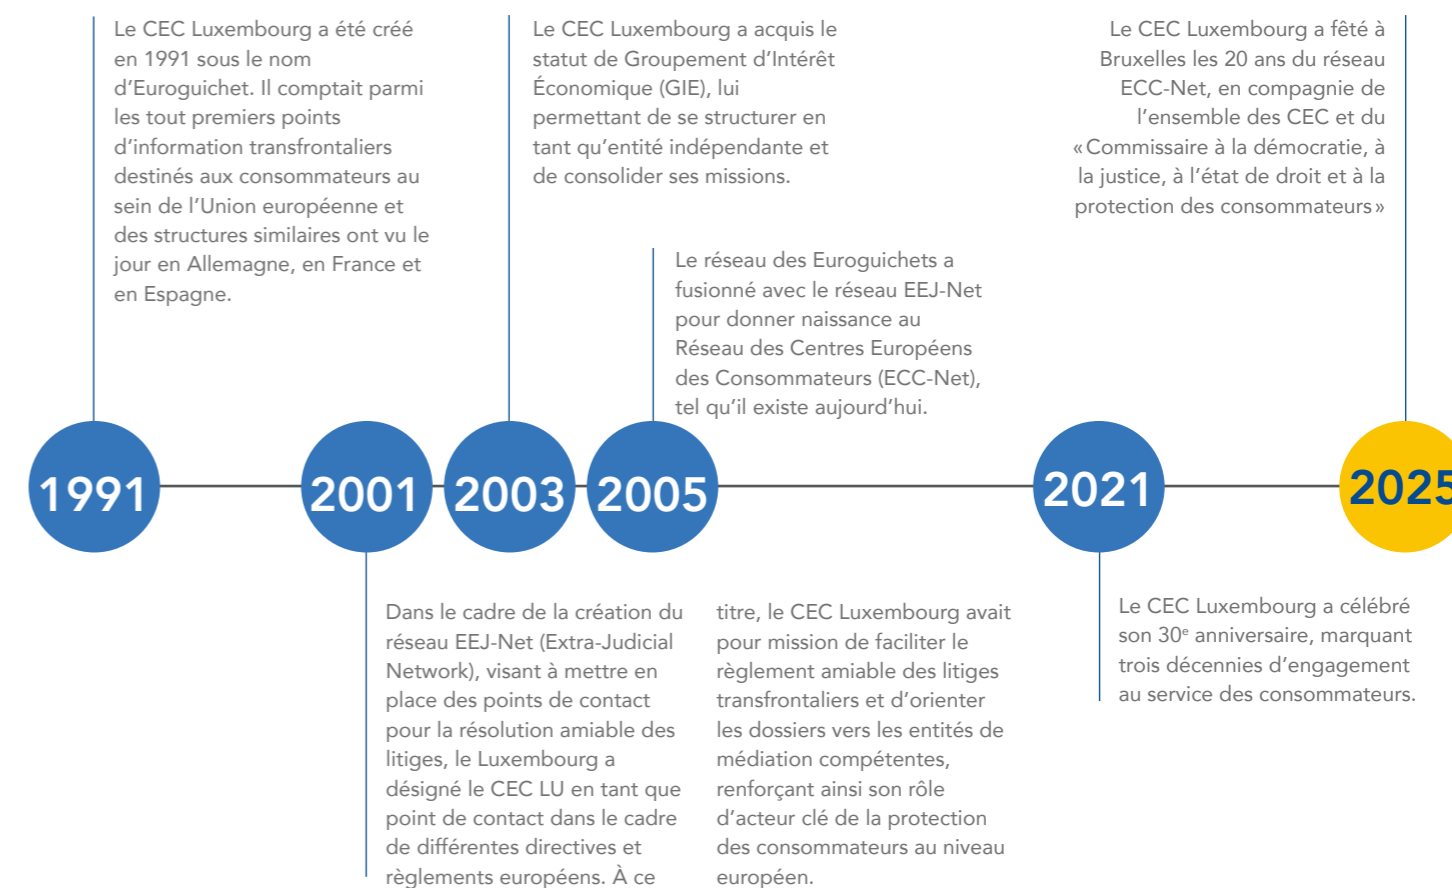 Le CEC Luxembourg a été créé
en 1991 sous le nom
d'Euroguichet. Il comptait parmi
les tout premiers points
d'information transfrontaliers
destinés aux consommateurs au
sein de l'Union européenne et
des structures similaires ont vu le
jour en Allemagne, en France et
en Espagne.
Le CEC Luxembourg a acquis le
statut de Groupement d'Intérêt
Économique (GIE), lui
permettant de se structurer en
tant qu'entité indépendante et
de consolider ses missions.
Le réseau des Euroguichets a
fusionné avec le réseau EEJ-Net
pour donner naissance au
Réseau des Centres Européens
des Consommateurs (ECC-Net),
tel qu'il existe aujourd'hui.
Le CEC Luxembourg a fêté à
Bruxelles les 20 ans du réseau
ECC-Net, en compagnie de
l'ensemble des CEC et du
«Commissaire à la démocratie, à
la justice, à l'état de droit et à la
protection des consommateurs»
1991
2001
2003
2005
2021
2025
Dans le cadre de la création du
réseau EEJ-Net (Extra-Judicial
Network), visant à mettre en
place des points de contact
pour la résolution amiable des
litiges, le Luxembourg a
désigné le CEC LU en tant que
point de contact dans le cadre
de différentes directives et
règlements européens. À ce
titre, le CEC Luxembourg avait
pour mission de faciliter le
règlement amiable des litiges
transfrontaliers et d'orienter
les dossiers vers les entités de
médiation compétentes,
renforçant ainsi son rôle
d'acteur clé de la protection
des consommateurs au niveau
européen.
Le CEC Luxembourg a célébré
son 30e anniversaire, marquant
trois décennies d'engagement
au service des consommateurs.